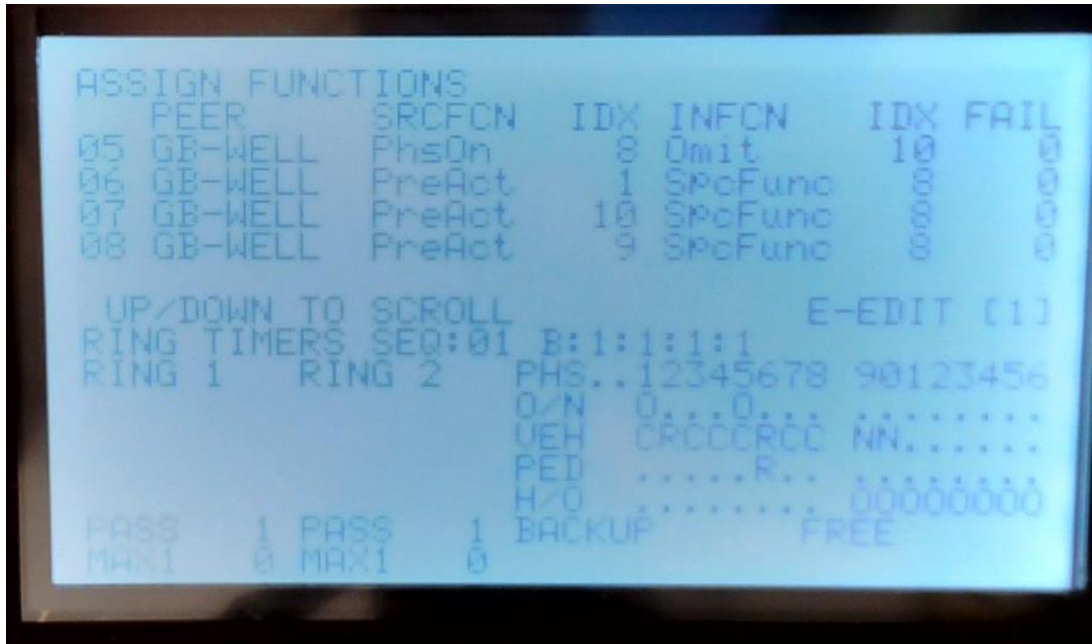 ASSIGN FUNCTIONS
PEER SRCFCN IDX INFCN IDX FAIL
05 GB-WELL PhsOn 8 Omit 10 0
06 GB-WELL PreAct 1 SpcFunc 8 0
07 GB-WELL PreAct 10 SpcFunc 8 0
08 GB-WELL PreAct 9 SpcFunc 8 0
UP/DOWN TO SCROLL E-EDIT [1]
RING TIMERS SEQ:01 B:1:1:1:1
RING 1 RING 2 PHS..12345678 90123456
O/N O...O... ........
VEH CRCCCRCC NN......
PED .....R.. ........
H/O ........ OOOOOOOO
PASS 1 PASS 1 BACKUP FREE
MAX1 0 MAX1 0